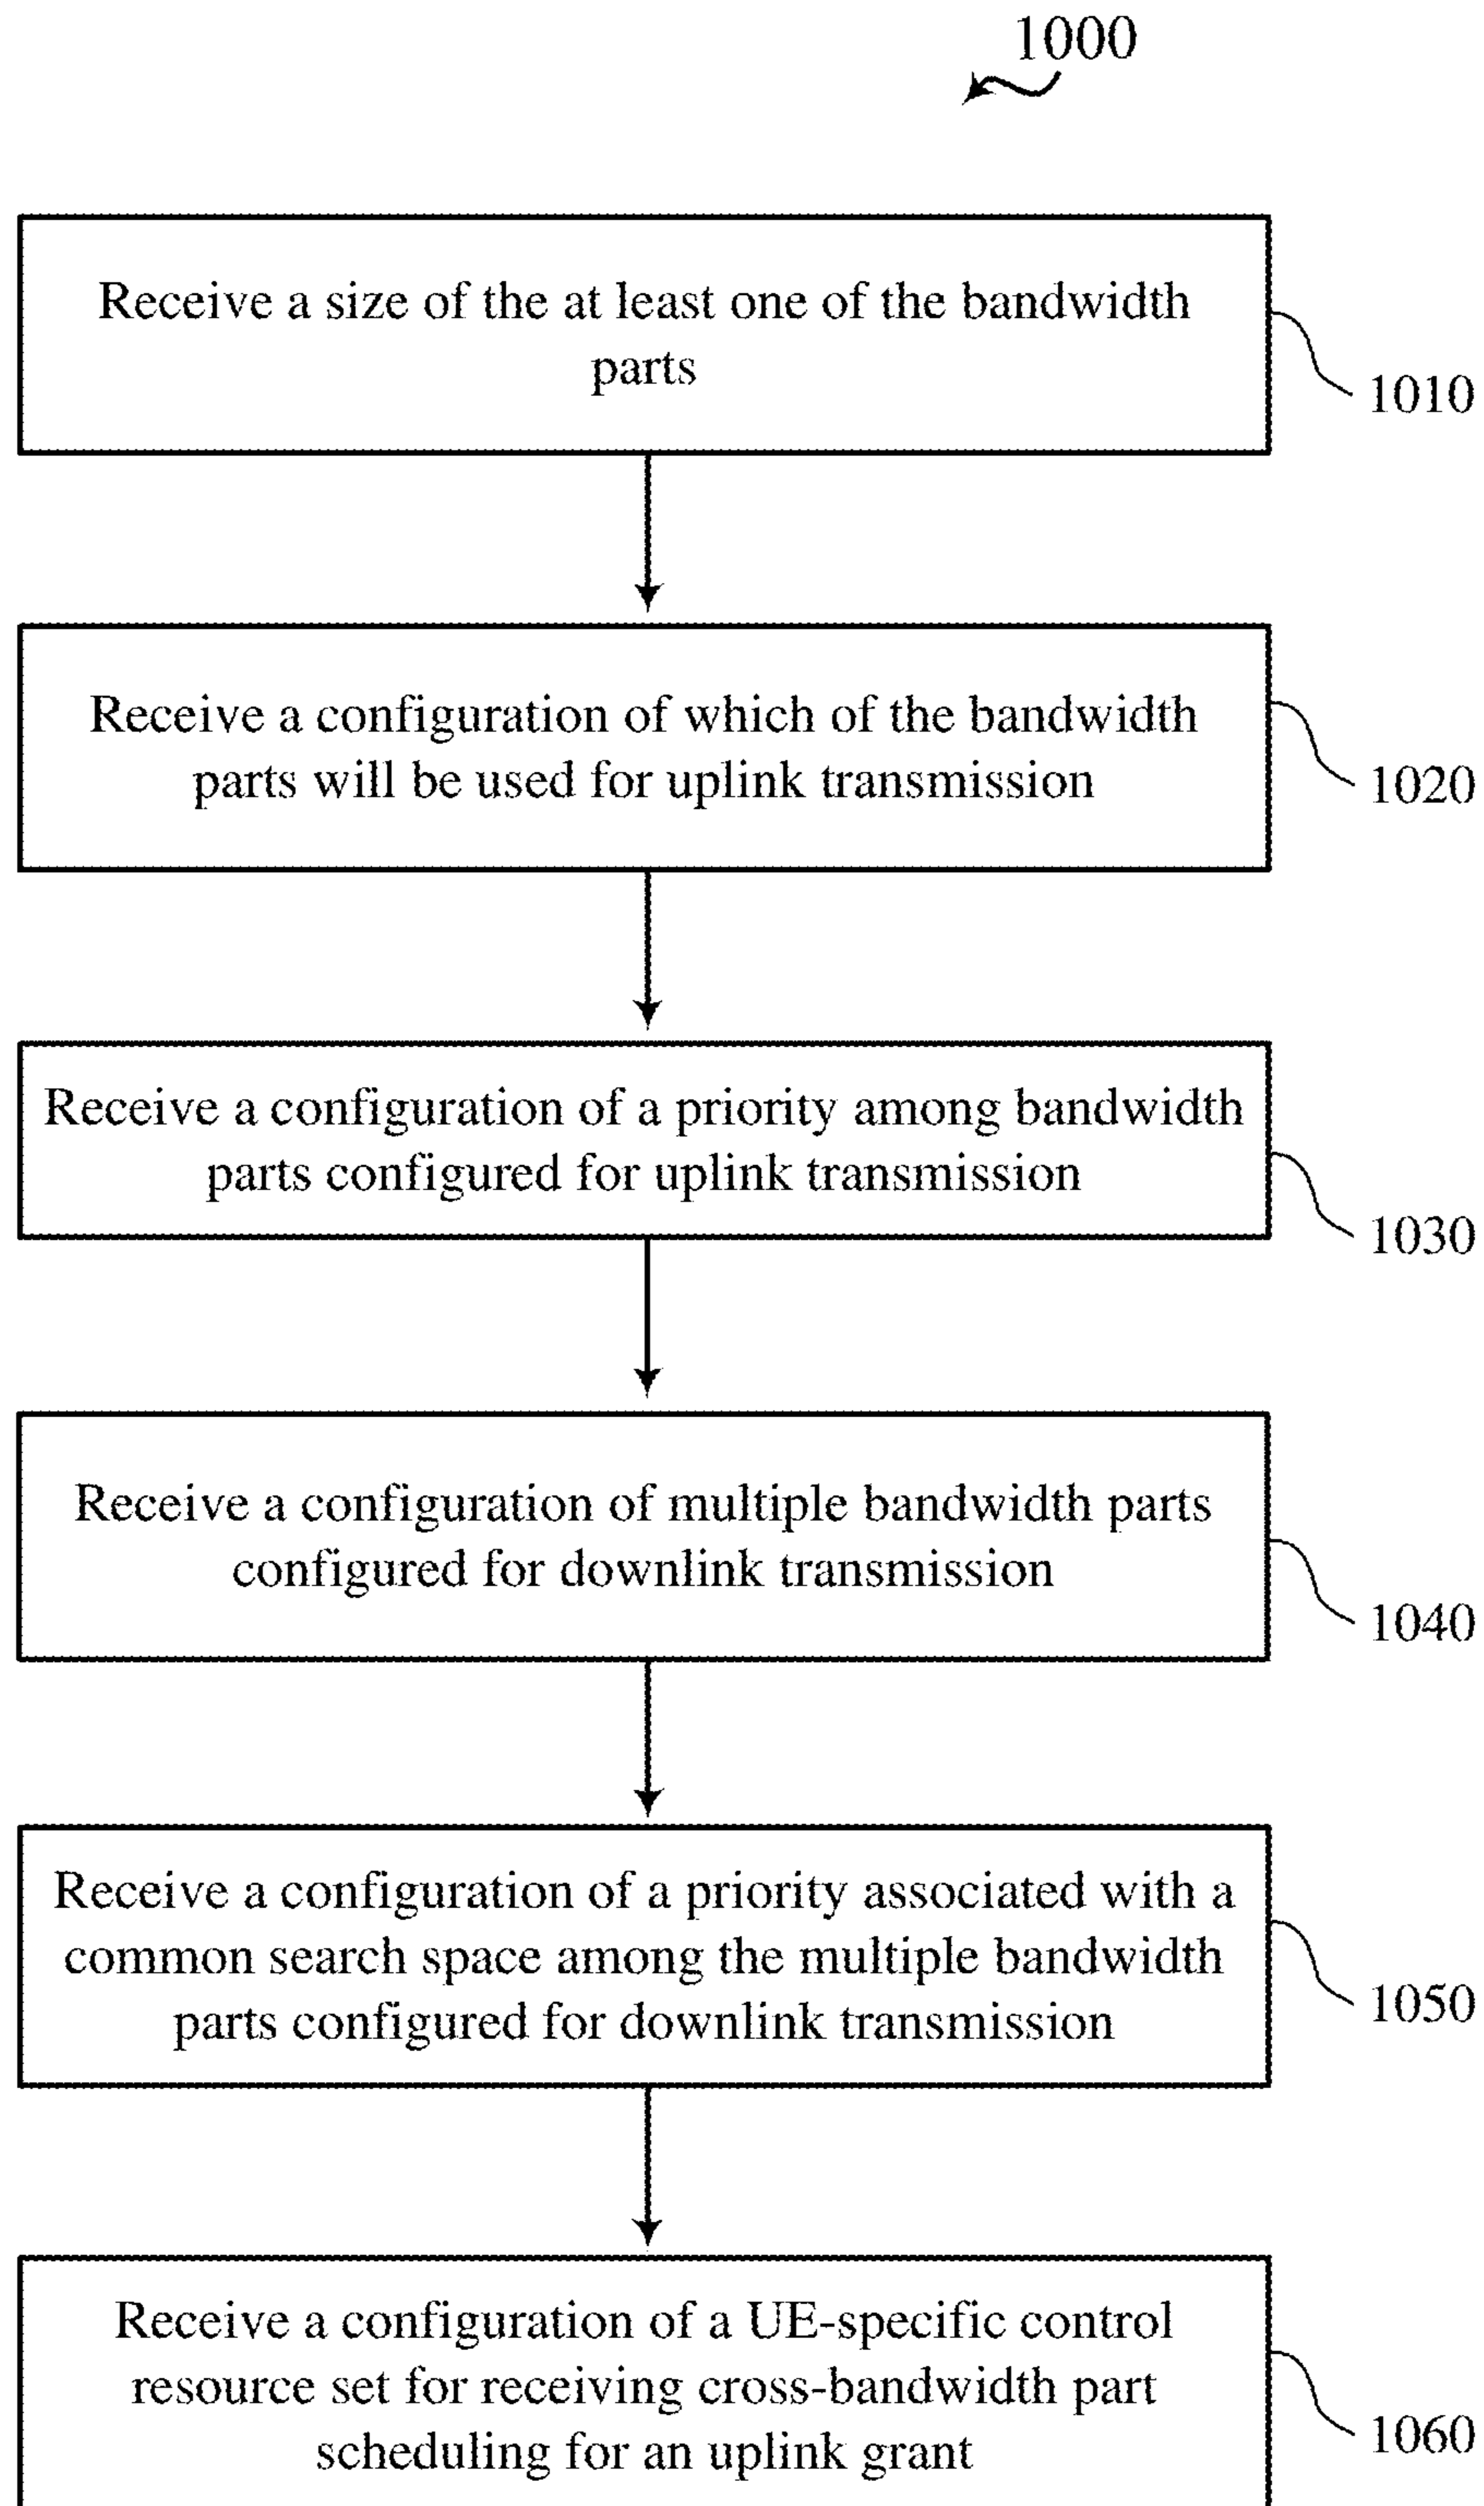 1000
Receive a size of the at least one of the bandwidth
parts
1010
Receive a configuration of which of the bandwidth
parts will be used for uplink transmission
1020
Receive a configuration of a priority among bandwidth
parts configured for uplink transmission
1030
Receive a configuration of multiple bandwidth parts
configured for downlink transmission
1040
Receive a configuration of a priority associated with a
common search space among the multiple bandwidth
parts configured for downlink transmission
1050
Receive a configuration of a UE-specific control
resource set for receiving cross-bandwidth part
scheduling for an uplink grant
1060